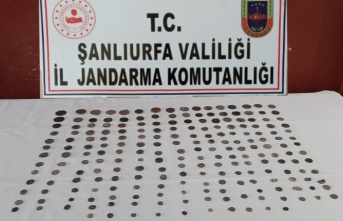 T.C.
ŞANLIURFA VALİLİĞİ
İL JANDARMA KOMUTANLIĞI